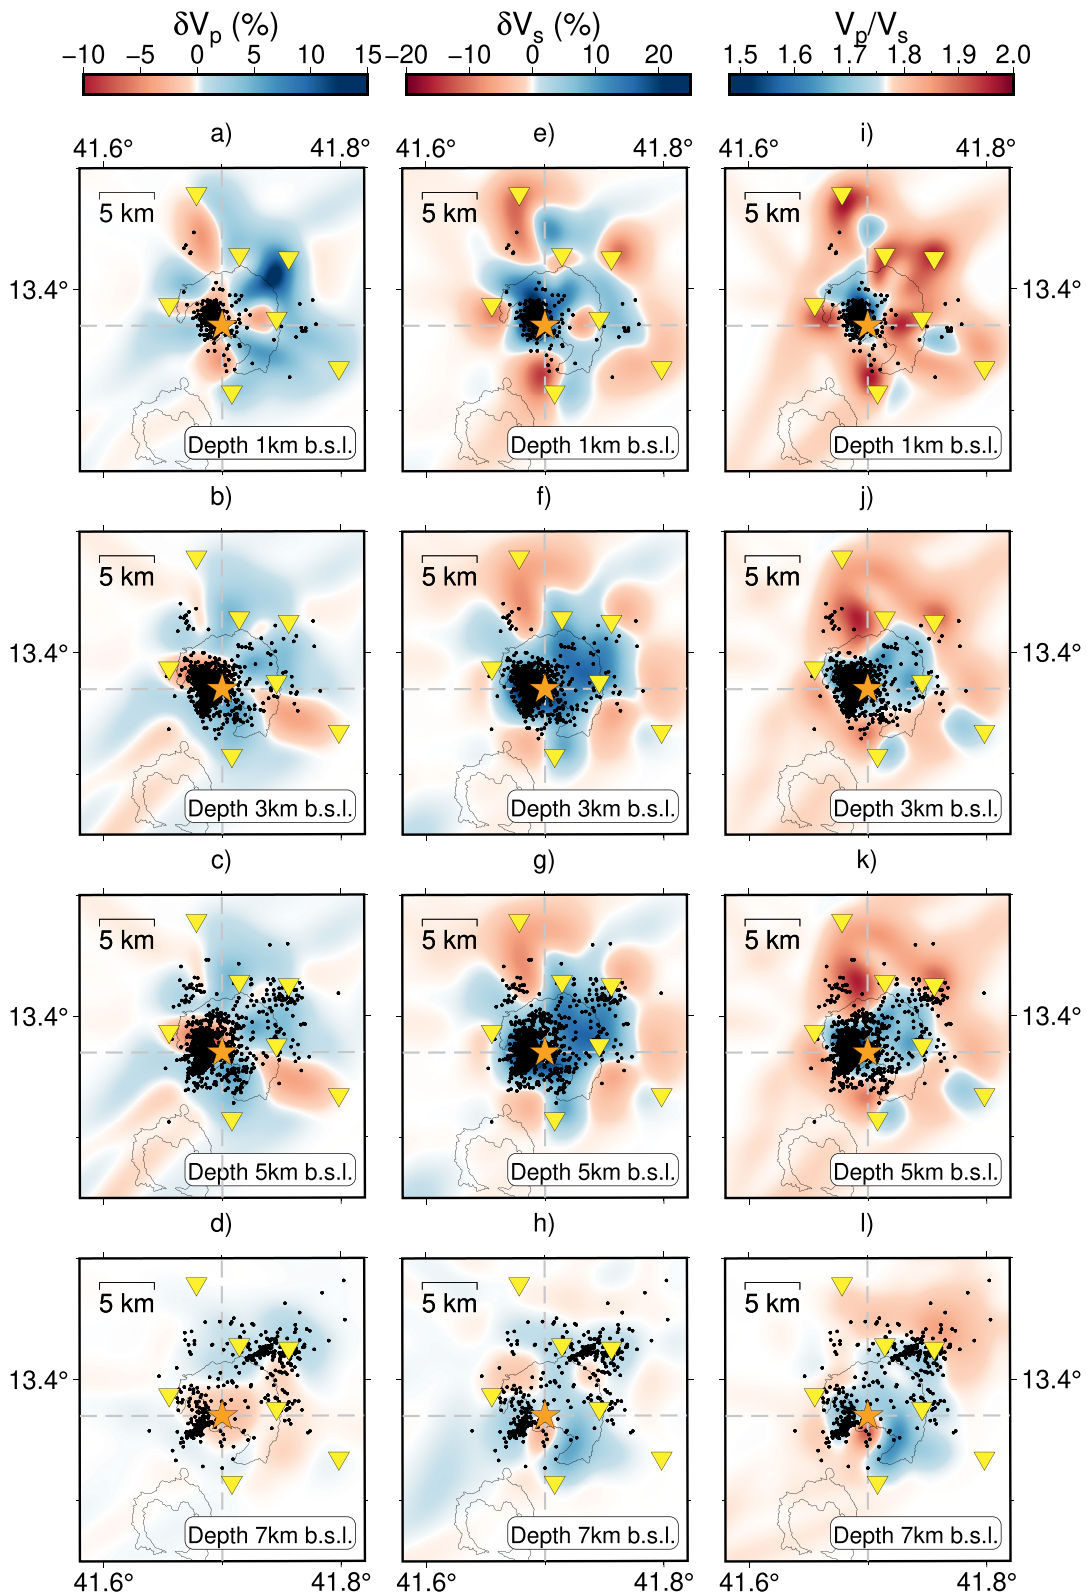 δVp (%) δVs (%) Vp/Vs
−10 −5 0 5 10 15 −20 −10 0 10 20 1.5 1.6 1.7 1.8 1.9 2.0
a) e) i)
41.6° 41.8° 41.6° 41.8° 41.6° 41.8°
5 km 5 km 5 km
13.4° 13.4°
Depth 1km b.s.l. Depth 1km b.s.l. Depth 1km b.s.l.
b) f) j)
5 km 5 km 5 km
13.4° 13.4°
Depth 3km b.s.l. Depth 3km b.s.l. Depth 3km b.s.l.
c) g) k)
5 km 5 km 5 km
13.4° 13.4°
Depth 5km b.s.l. Depth 5km b.s.l. Depth 5km b.s.l.
d) h) l)
5 km 5 km 5 km
13.4° 13.4°
Depth 7km b.s.l. Depth 7km b.s.l. Depth 7km b.s.l.
41.6° 41.8° 41.6° 41.8° 41.6° 41.8°